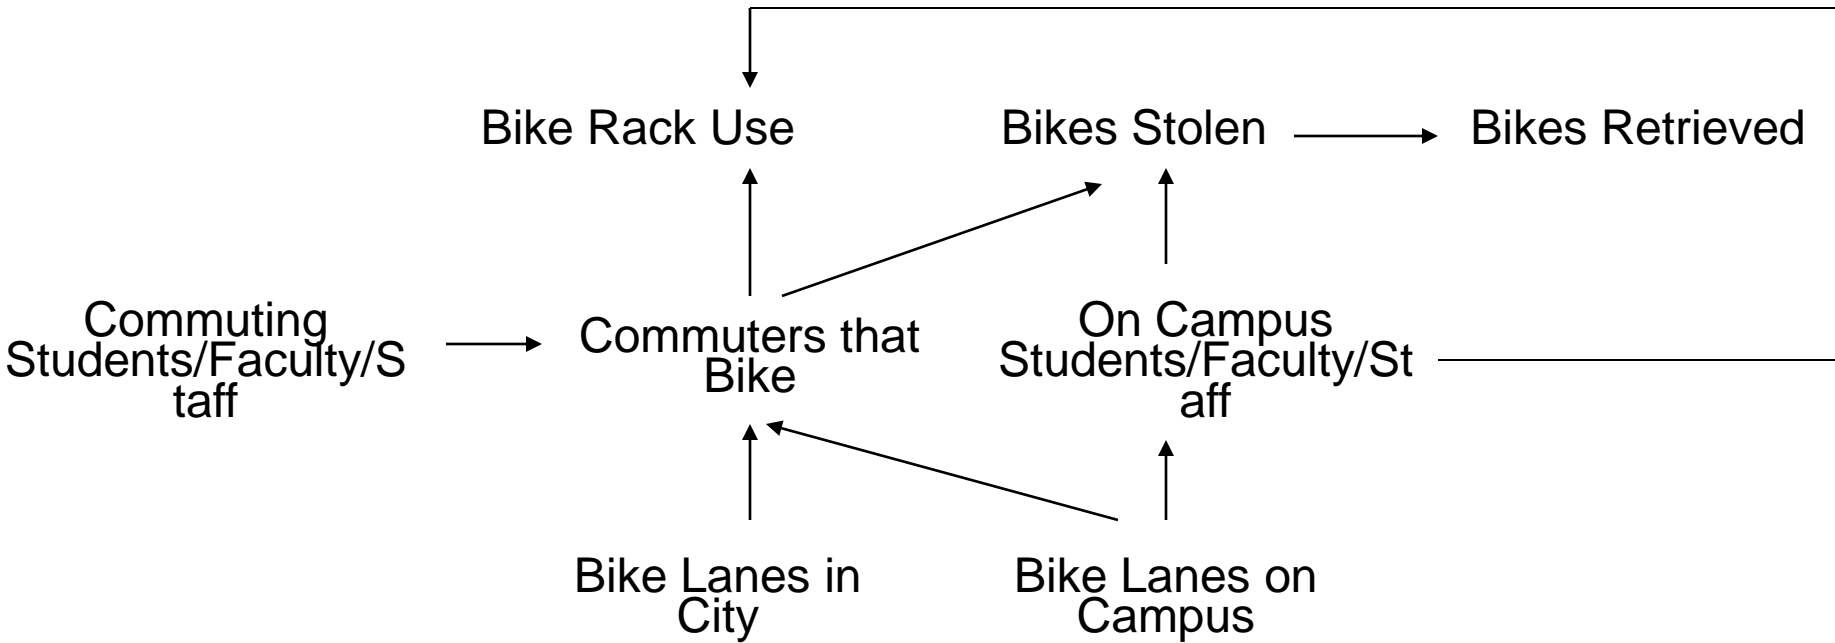 Bike Rack Use
Bikes Stolen
Bikes Retrieved
Commuting
Students/Faculty/S
taff
Commuters that
Bike
On Campus
Students/Faculty/St
aff
Bike Lanes in
City
Bike Lanes on
Campus